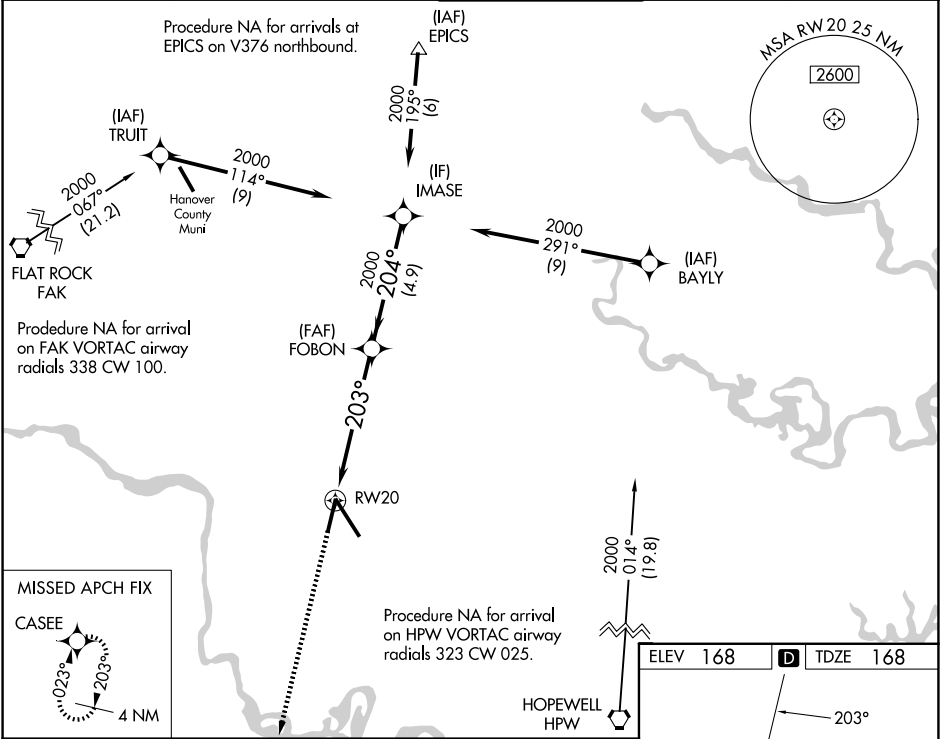 Procedure NA for arrivals at
EPICS on V376 northbound.
(IAF)
EPICS
2000
195°
(6)
MSA RW20 25 NM
2600
(IAF)
TRUIT
2000
114°
(9)
Hanover
County
Muni
2000
067°
(21.2)
FLAT ROCK
FAK
(IF)
IMASE
2000
291°
(9)
(IAF)
BAYLY
2000
204°
(4.9)
Prodedure NA for arrival
on FAK VORTAC airway
radials 338 CW 100.
(FAF)
FOBON
203°
RW20
2000
014°
(19.8)
MISSED APCH FIX
CASEE
023°
203°
4 NM
Procedure NA for arrival
on HPW VORTAC airway
radials 323 CW 025.
HOPEWELL
HPW
ELEV 168 D TDZE 168
203°